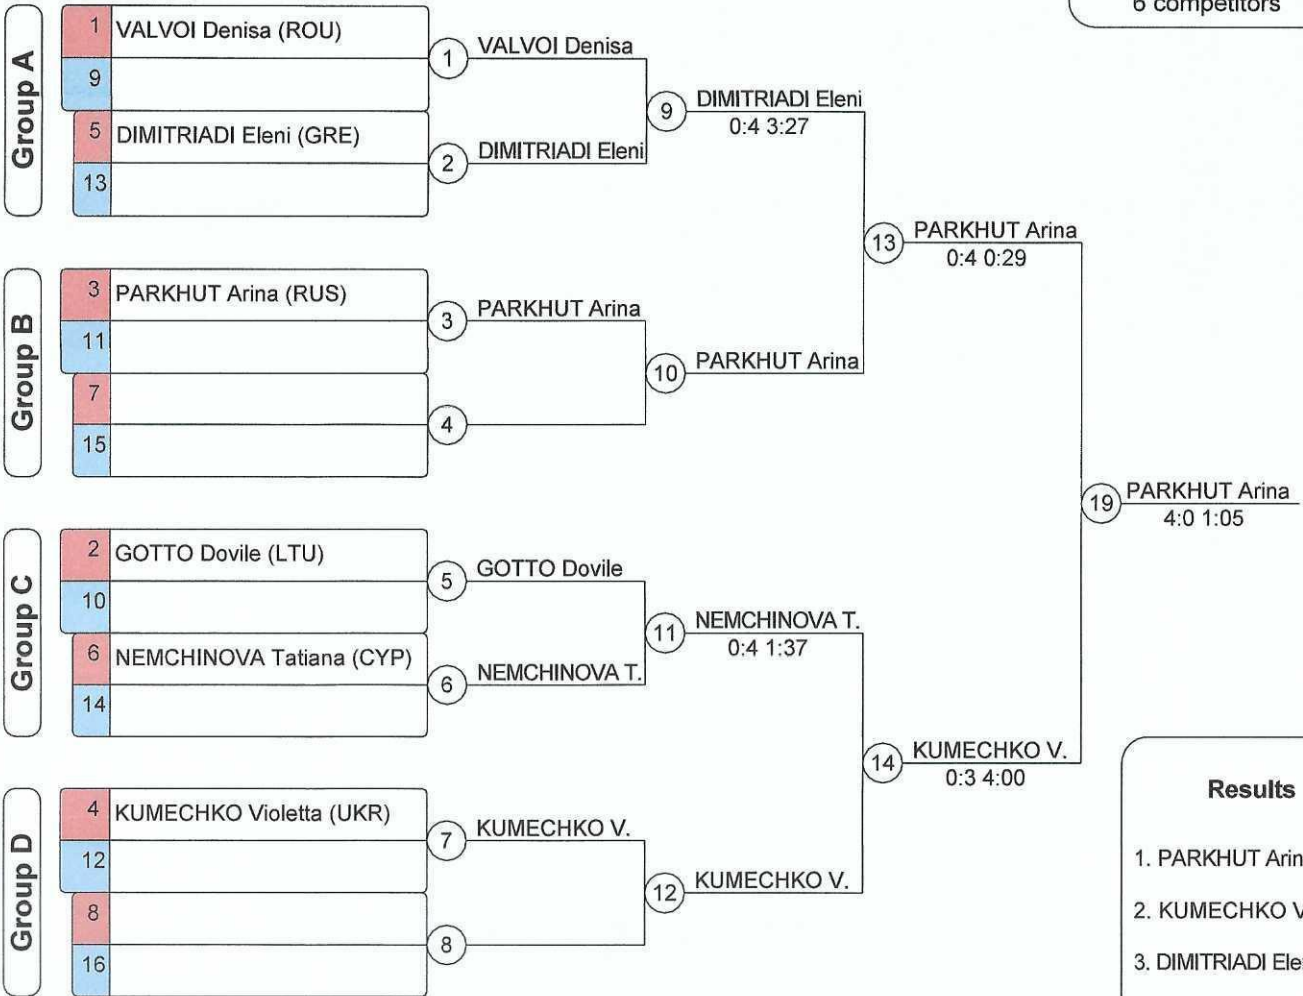 6 competitors
Group A
1 VALVOI Denisa (ROU)
9
5 DIMITRIADI Eleni (GRE)
13
1 VALVOI Denisa
2 DIMITRIADI Eleni
9 DIMITRIADI Eleni
0:4 3:27
Group B
3 PARKHUT Arina (RUS)
11
7
15
3 PARKHUT Arina
4
10 PARKHUT Arina
13 PARKHUT Arina
0:4 0:29
Group C
2 GOTTO Dovile (LTU)
10
6 NEMCHINOVA Tatiana (CYP)
14
5 GOTTO Dovile
6 NEMCHINOVA T.
11 NEMCHINOVA T.
0:4 1:37
Group D
4 KUMECHKO Violetta (UKR)
12
8
16
7 KUMECHKO V.
8
12 KUMECHKO V.
14 KUMECHKO V.
0:3 4:00
19 PARKHUT Arina
4:0 1:05
Results
1. PARKHUT Arin
2. KUMECHKO V
3. DIMITRIADI Ele